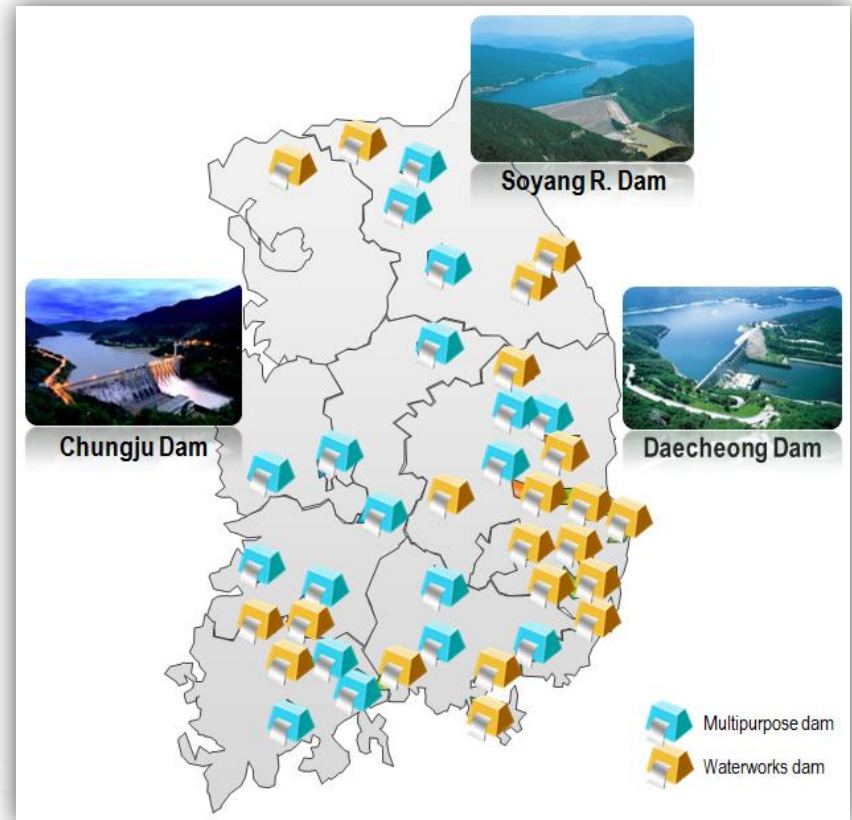 Soyang R. Dam
Chungju Dam
Daecheong Dam
Multipurpose dam
Waterworks dam